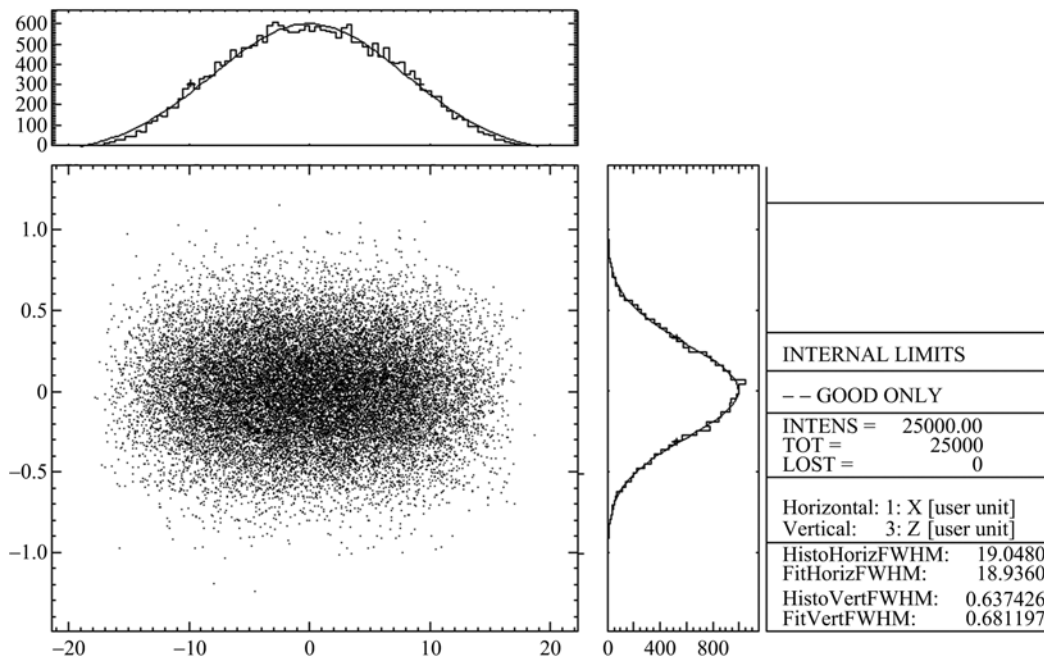 600
500
400
300
200
100
0
1.0
0.5
0
−0.5
−1.0
−20 −10 0 10 20
0 400 800
INTERNAL LIMITS
– – GOOD ONLY
INTENS = 25000.00
TOT = 25000
LOST = 0
Horizontal: 1: X [user unit]
Vertical: 3: Z [user unit]
HistoHorizFWHM: 19.0480
FitHorizFWHM: 18.9360
HistoVertFWHM: 0.637426
FitVertFWHM: 0.681197